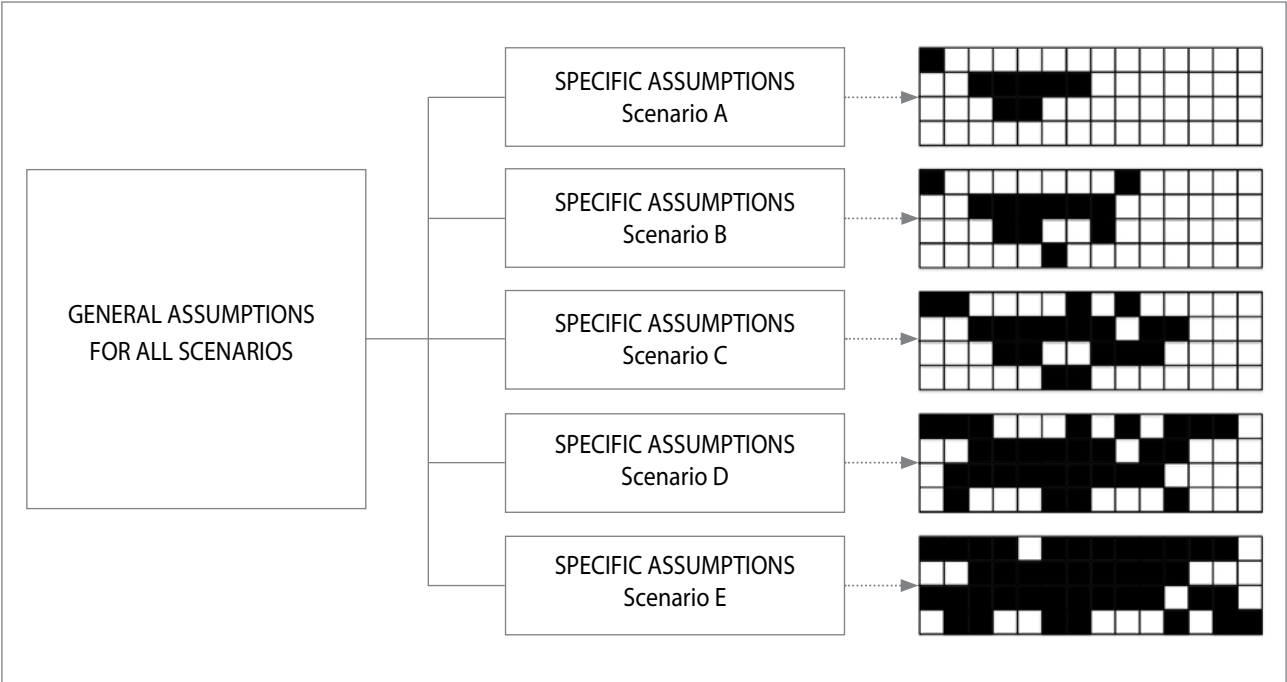 GENERAL ASSUMPTIONS
FOR ALL SCENARIOS
SPECIFIC ASSUMPTIONS
Scenario A
SPECIFIC ASSUMPTIONS
Scenario B
SPECIFIC ASSUMPTIONS
Scenario C
SPECIFIC ASSUMPTIONS
Scenario D
SPECIFIC ASSUMPTIONS
Scenario E